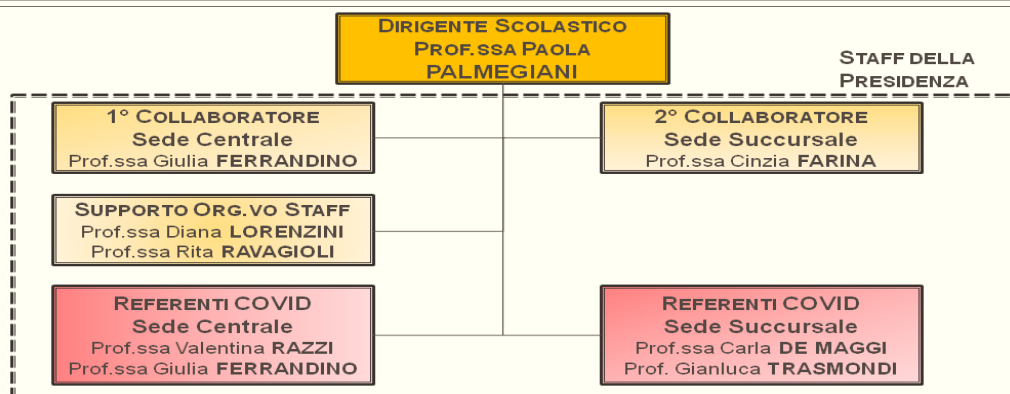 DIRIGENTE SCOLASTICO
PROF.SSA PAOLA
PALMEGIANI
STAFF DELLA
PRESIDENZA
1° COLLABORATORE
Sede Centrale
Prof.ssa Giulia FERRANDINO
2° COLLABORATORE
Sede Succursale
Prof.ssa Cinzia FARINA
SUPPORTO ORG.VO STAFF
Prof.ssa Diana LORENZINI
Prof.ssa Rita RAVAGIOLI
REFERENTI COVID
Sede Centrale
Prof.ssa Valentina RAZZI
Prof.ssa Giulia FERRANDINO
REFERENTI COVID
Sede Succursale
Prof.ssa Carla DE MAGGI
Prof. Gianluca TRASMONDI